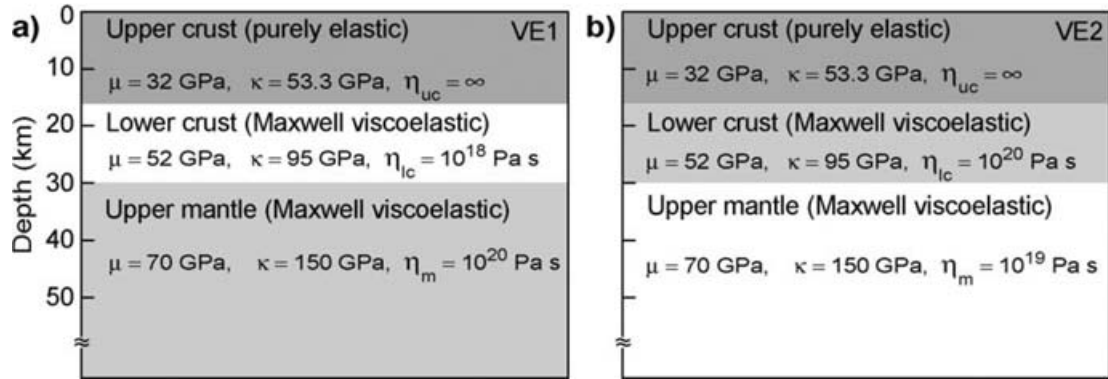 a)
0
Upper crust (purely elastic) VE1
10
μ = 32 GPa, κ = 53.3 GPa, η_uc = ∞
20
Lower crust (Maxwell viscoelastic)
μ = 52 GPa, κ = 95 GPa, η_lc = 10^18 Pa s
30
Upper mantle (Maxwell viscoelastic)
40
μ = 70 GPa, κ = 150 GPa, η_m = 10^20 Pa s
50
Depth (km)
b)
Upper crust (purely elastic) VE2
μ = 32 GPa, κ = 53.3 GPa, η_uc = ∞
Lower crust (Maxwell viscoelastic)
μ = 52 GPa, κ = 95 GPa, η_lc = 10^20 Pa s
Upper mantle (Maxwell viscoelastic)
μ = 70 GPa, κ = 150 GPa, η_m = 10^19 Pa s